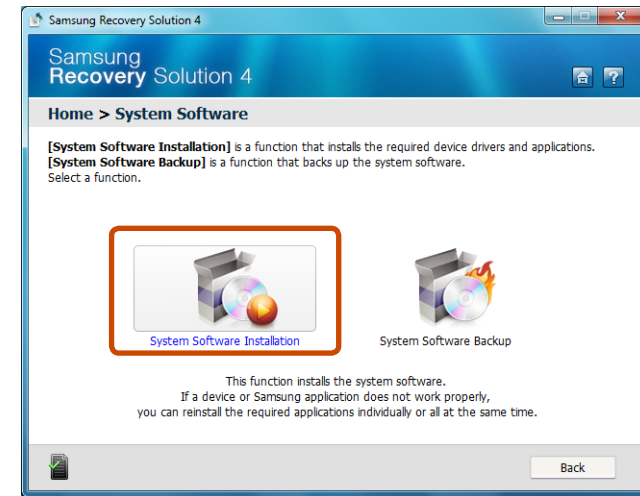 Samsung Recovery Solution 4
Samsung
Recovery Solution 4
Home > System Software
[System Software Installation] is a function that installs the required device drivers and applications.
[System Software Backup] is a function that backs up the system software.
Select a function.
System Software Installation
System Software Backup
This function installs the system software.
If a device or Samsung application does not work properly,
you can reinstall the required applications individually or all at the same time.
Back